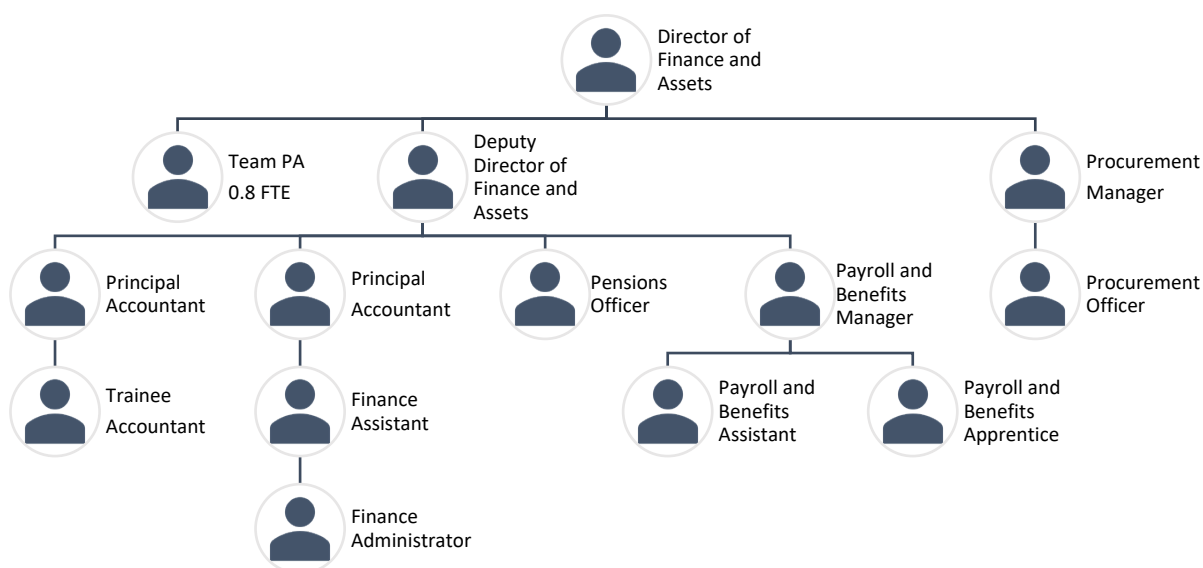 Director of
Finance and
Assets
Team PA
0.8 FTE
Deputy
Director of
Finance and
Assets
Procurement
Manager
Principal
Accountant
Principal
Accountant
Pensions
Officer
Payroll and
Benefits
Manager
Procurement
Officer
Trainee
Accountant
Finance
Assistant
Payroll and
Benefits
Assistant
Payroll and
Benefits
Apprentice
Finance
Administrator